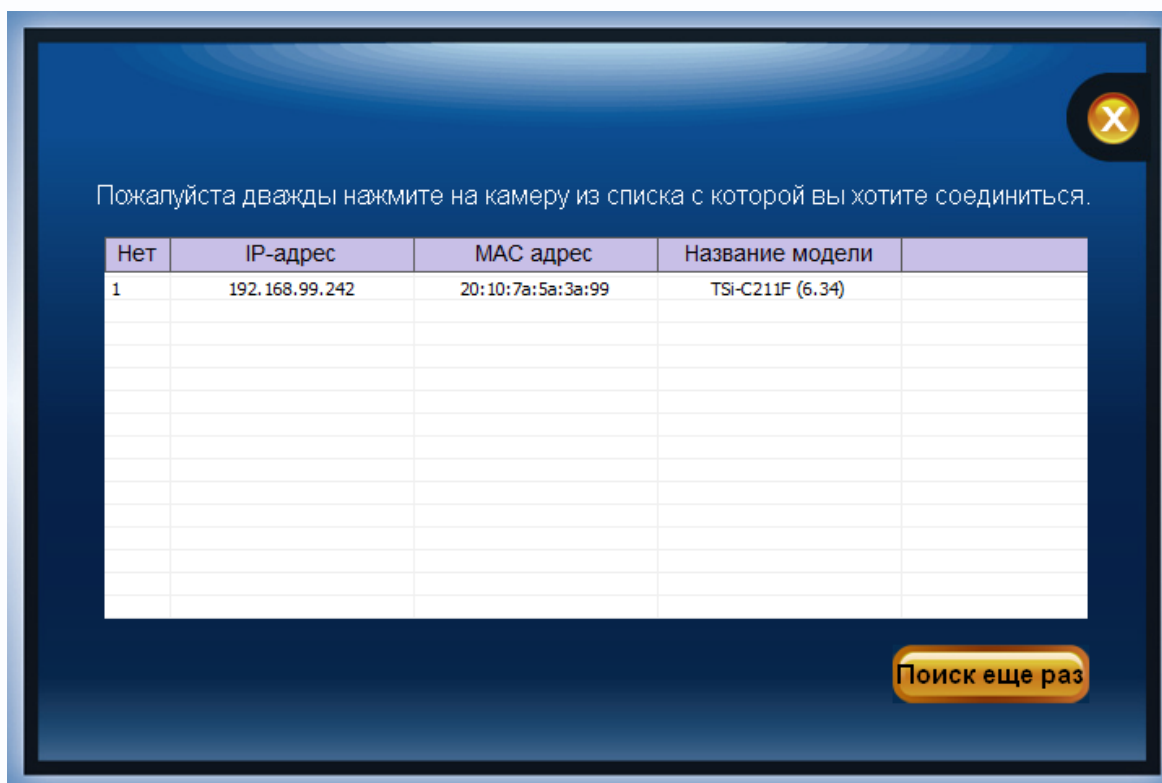 X
Пожалуйста дважды нажмите на камеру из списка с которой вы хотите соединиться.
Нет IP-адрес MAC адрес Название модели
1 192.168.99.242 20:10:7a:5a:3a:99 TSi-C211F (6.34)
Поиск еще раз